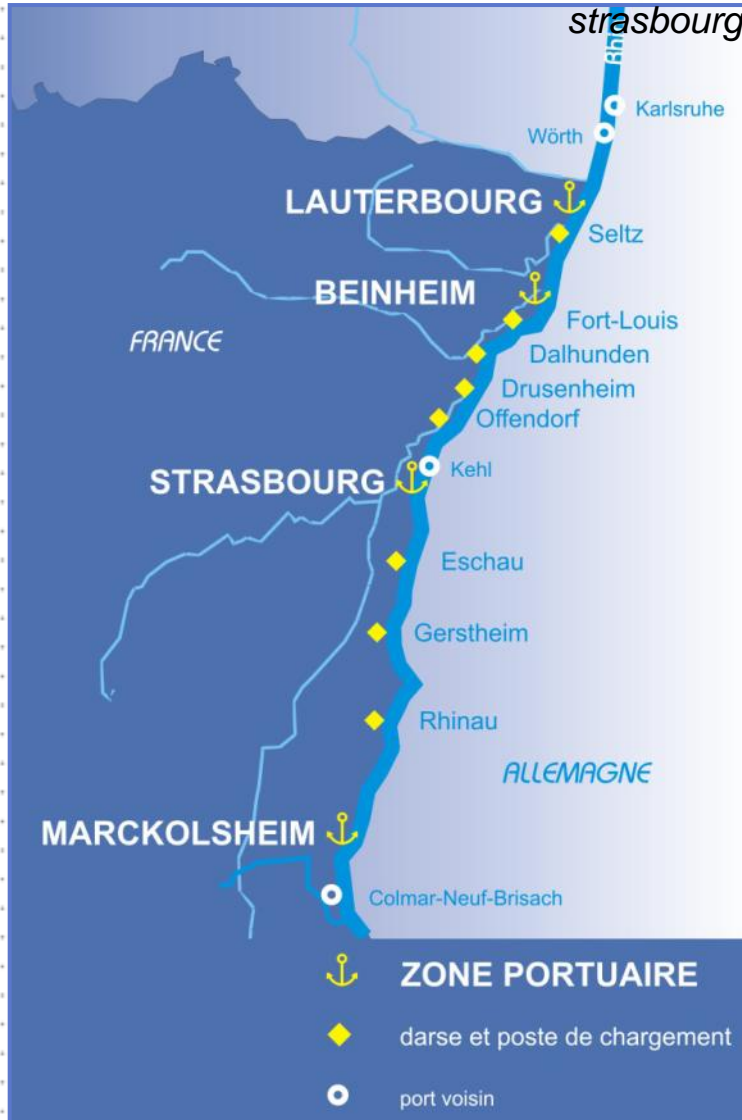 strasbourg
Rhin
Karlsruhe
Wörth
LAUTERBOURG
Seltz
BEINHEIM
Fort-Louis
FRANCE
Dalhunden
Drusenheim
Offendorf
Kehl
STRASBOURG
Eschau
Gerstheim
Rhinau
ALLEMAGNE
MARCKOLSHEIM
Colmar-Neuf-Brisach
ZONE PORTUAIRE
darse et poste de chargement
port voisin